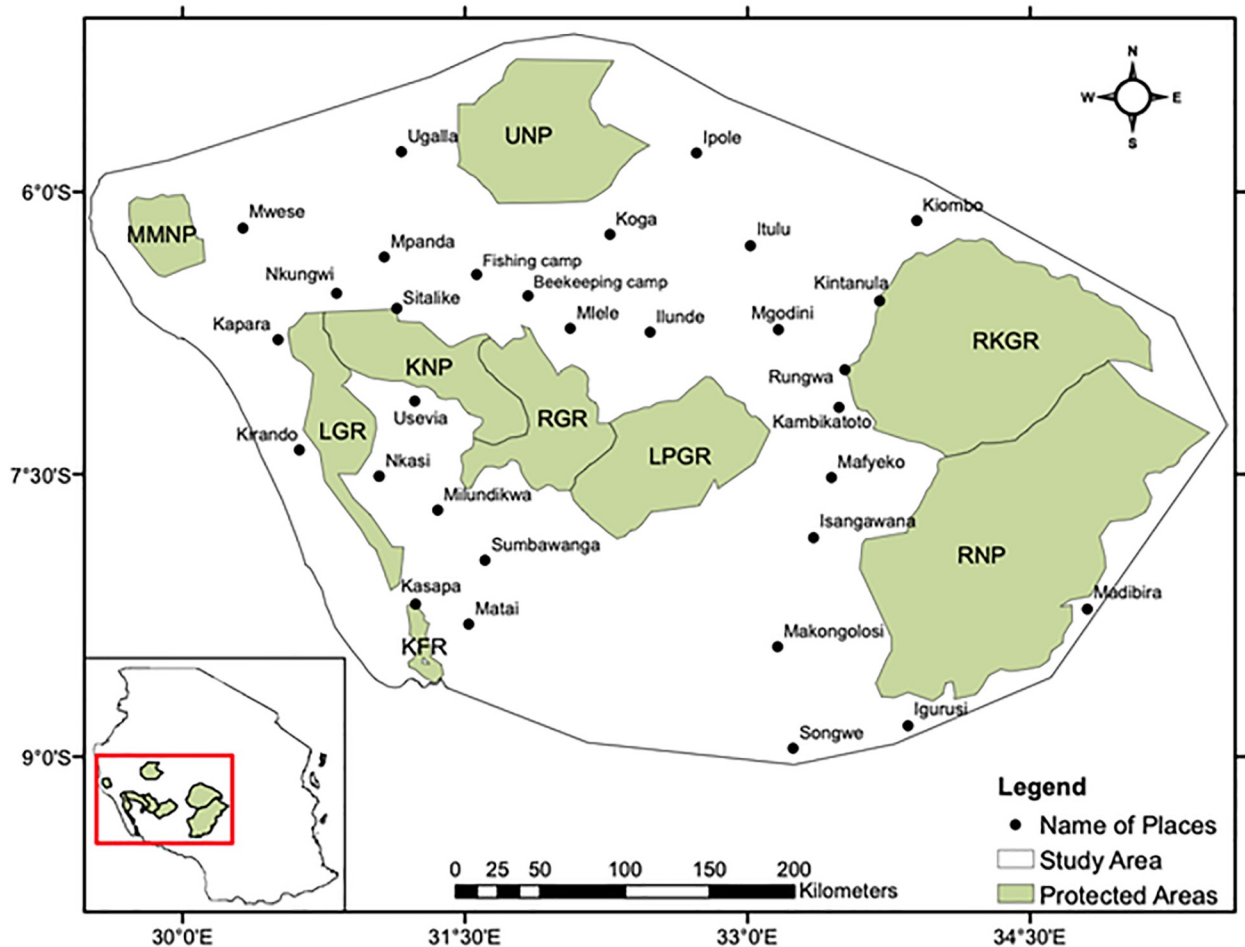 N
W E
S
UNP
Ugalla
Ipole
6°0'S
Mwese
Koga
Kiombo
MMNP
Itulu
Mpanda
Fishing camp
Nkungwi
Beekeeping camp
Kintanula
Sitalike
Mlele
Ilunde
Mgodini
Kapara
RKGR
KNP
Rungwa
Usevia
RGR
Kambikatoto
Kirando
LGR
LPGR
Nkasi
Mafyeko
7°30'S
Milundikwa
Isangawana
Sumbawanga
RNP
Kasapa
Madibira
Matai
Makongolosi
KFR
Igurusi
Songwe
9°0'S
Legend
Name of Places
Study Area
Protected Areas
0 25 50 100 150 200
Kilometers
30°0'E 31°30'E 33°0'E 34°30'E